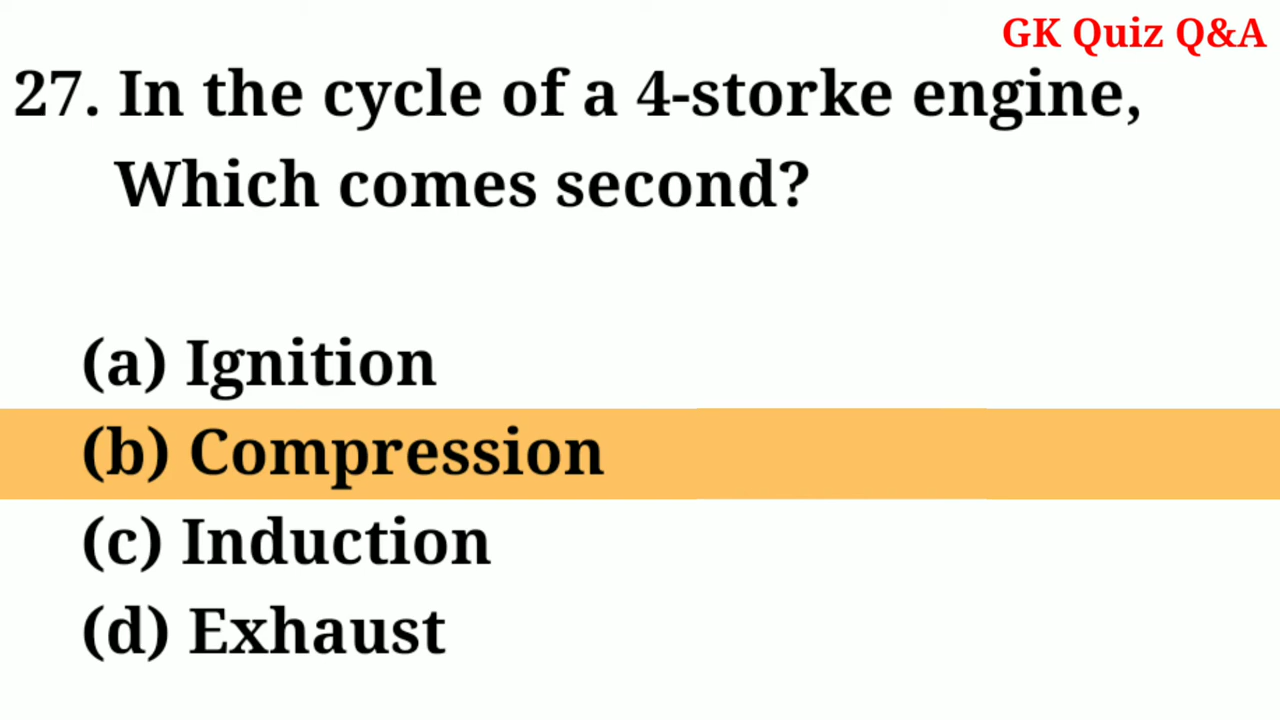 GK Quiz Q&A
27. In the cycle of a 4-storke engine,
Which comes second?
(a) Ignition
(b) Compression
(c) Induction
(d) Exhaust